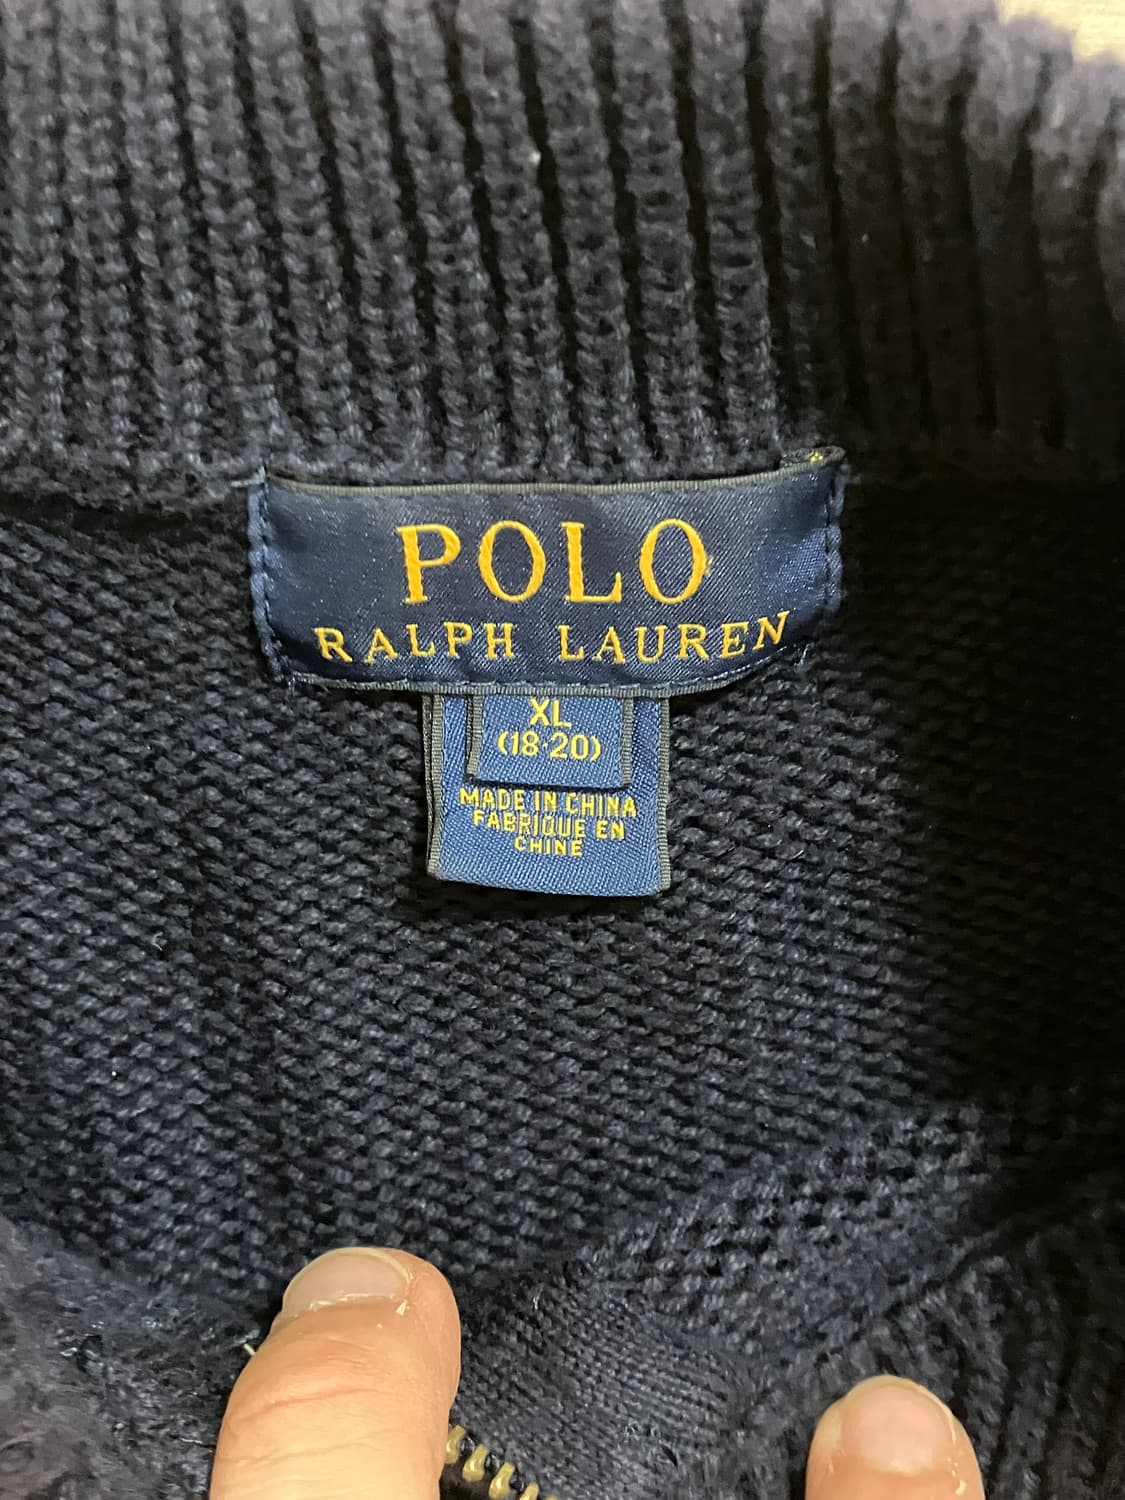 POLO
RALPH LAUREN
XL
(18-20)
MADE IN CHINA
FABRIQUE EN
CHINE